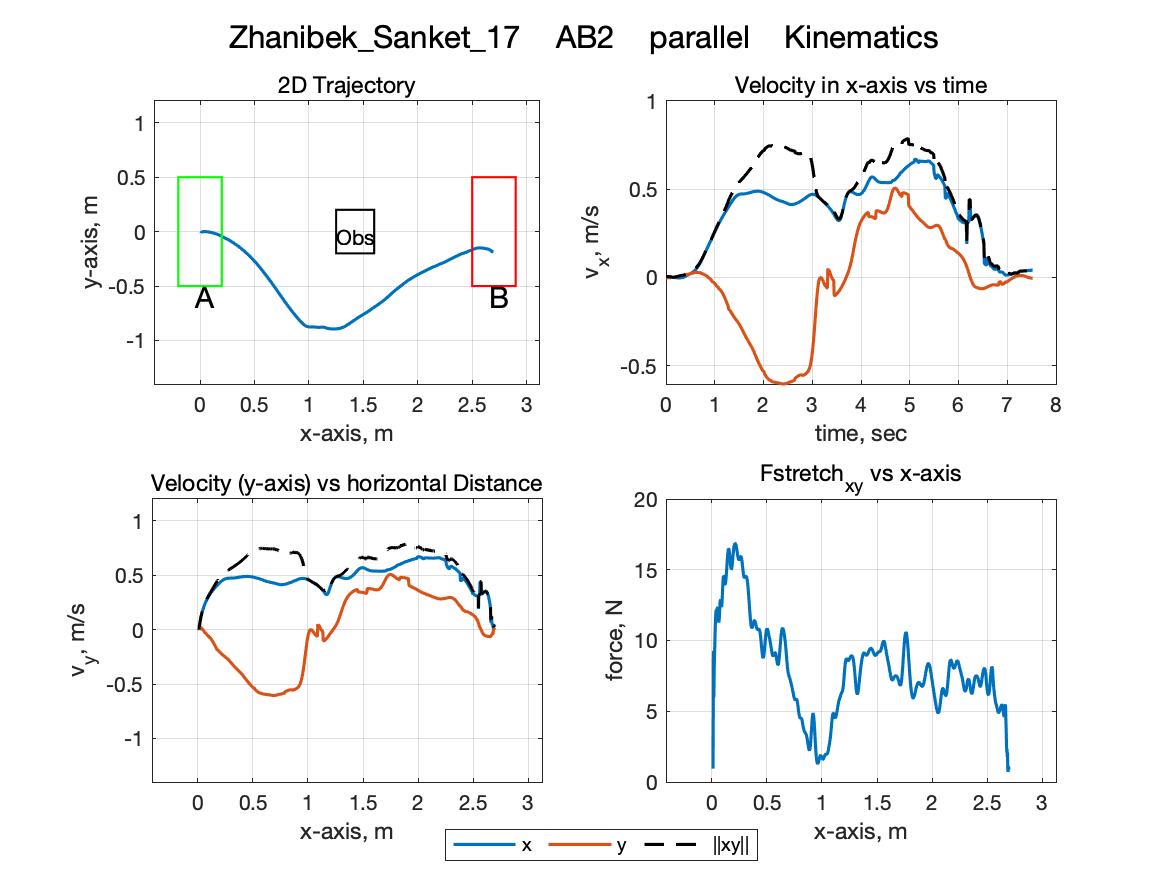 Zhanibek_Sanket_17 AB2 parallel Kinematics
2D Trajectory
1
0.5
0
-0.5
-1
y-axis, m
A
Obs
B
0 0.5 1 1.5 2 2.5 3
x-axis, m
Velocity in x-axis vs time
1
0.5
0
-0.5
vx, m/s
0 1 2 3 4 5 6 7 8
time, sec
Velocity (y-axis) vs horizontal Distance
1
0.5
0
-0.5
-1
vy, m/s
0 0.5 1 1.5 2 2.5 3
x-axis, m
Fstretchxy vs x-axis
20
15
10
5
0
force, N
0 0.5 1 1.5 2 2.5 3
x-axis, m
x y ||xy||